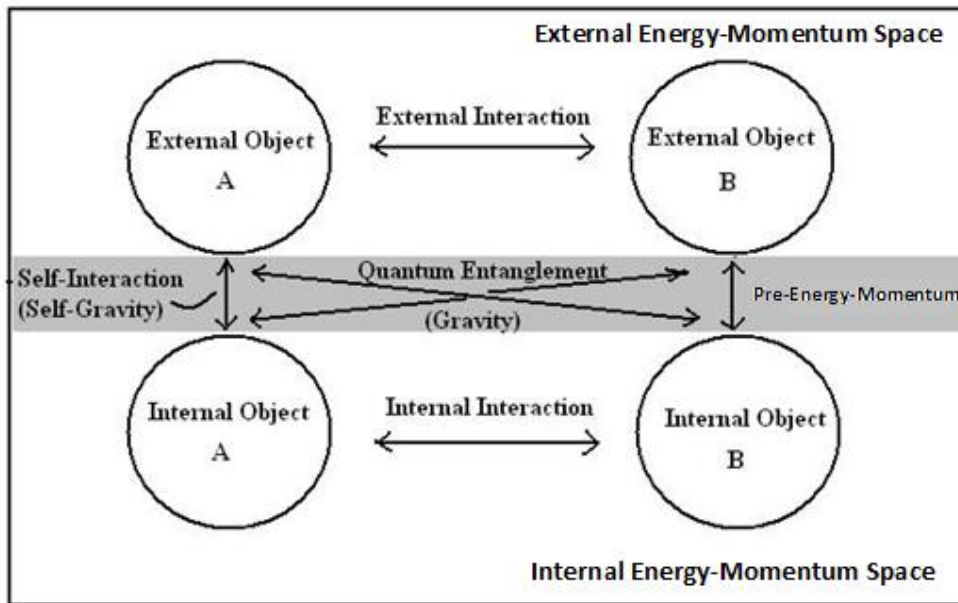 External Energy-Momentum Space
External Object
A
External Interaction
External Object
B
Self-Interaction
(Self-Gravity)
Quantum Entanglement
(Gravity)
Pre-Energy-Momentum
Internal Object
A
Internal Interaction
Internal Object
B
Internal Energy-Momentum Space